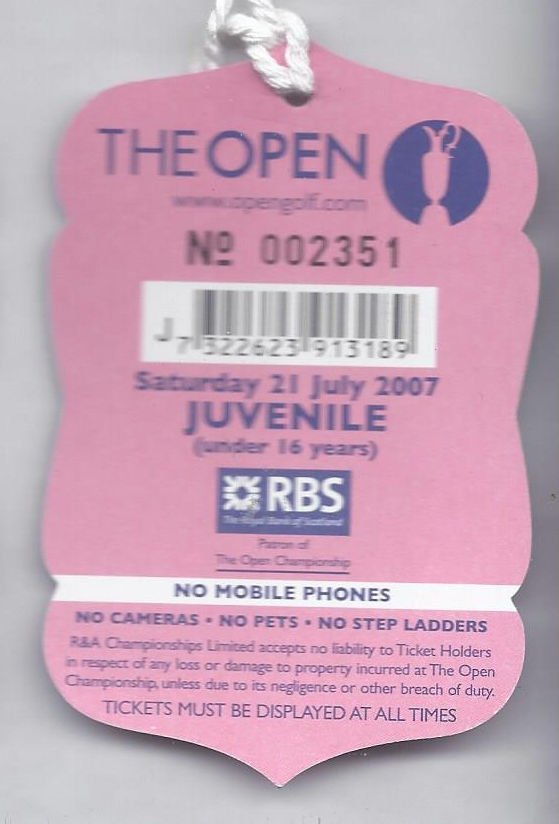 THE OPEN
www.opengolf.com
Nº 002351
J
7 322623 913189
Saturday 21 July 2007
JUVENILE
(under 16 years)
RBS
The Royal Bank of Scotland
Patron of
The Open Championship
NO MOBILE PHONES
NO CAMERAS • NO PETS • NO STEP LADDERS
R&A Championships Limited accepts no liability to Ticket Holders
in respect of any loss or damage to property incurred at The Open
Championship, unless due to its negligence or other breach of duty.
TICKETS MUST BE DISPLAYED AT ALL TIMES